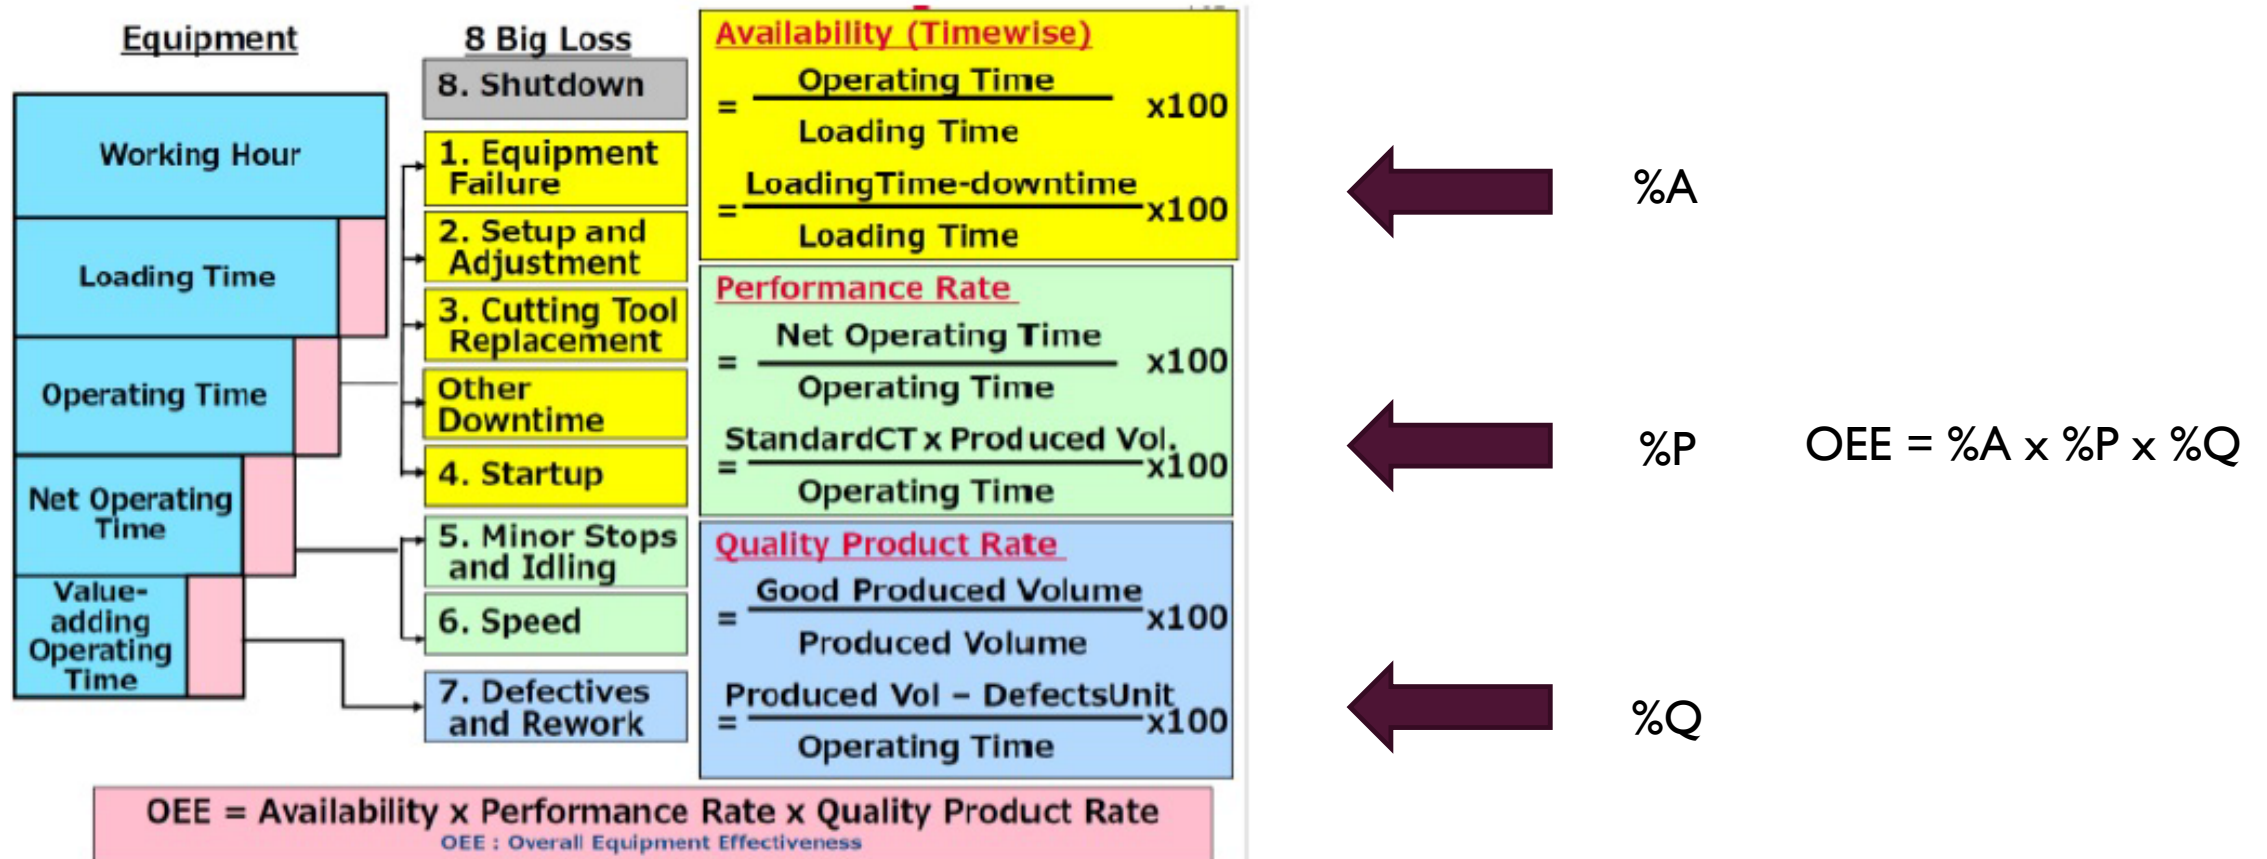 Equipment
Working Hour
Loading Time
Operating Time
Net Operating
Time
Value-
adding
Operating
Time
8 Big Loss
8. Shutdown
1. Equipment
Failure
2. Setup and
Adjustment
3. Cutting Tool
Replacement
Other
Downtime
4. Startup
5. Minor Stops
and Idling
6. Speed
7. Defectives
and Rework
Availability (Timewise)
Operating Time
= x100
Loading Time
LoadingTime-downtime
= x100
Loading Time
Performance Rate
Net Operating Time
= x100
Operating Time
StandardCT x Produced Vol.
= x100
Operating Time
Quality Product Rate
Good Produced Volume
= x100
Produced Volume
Produced Vol – DefectsUnit
= x100
Operating Time
OEE = Availability x Performance Rate x Quality Product Rate
OEE : Overall Equipment Effectiveness
%A
%P
OEE = %A x %P x %Q
%Q